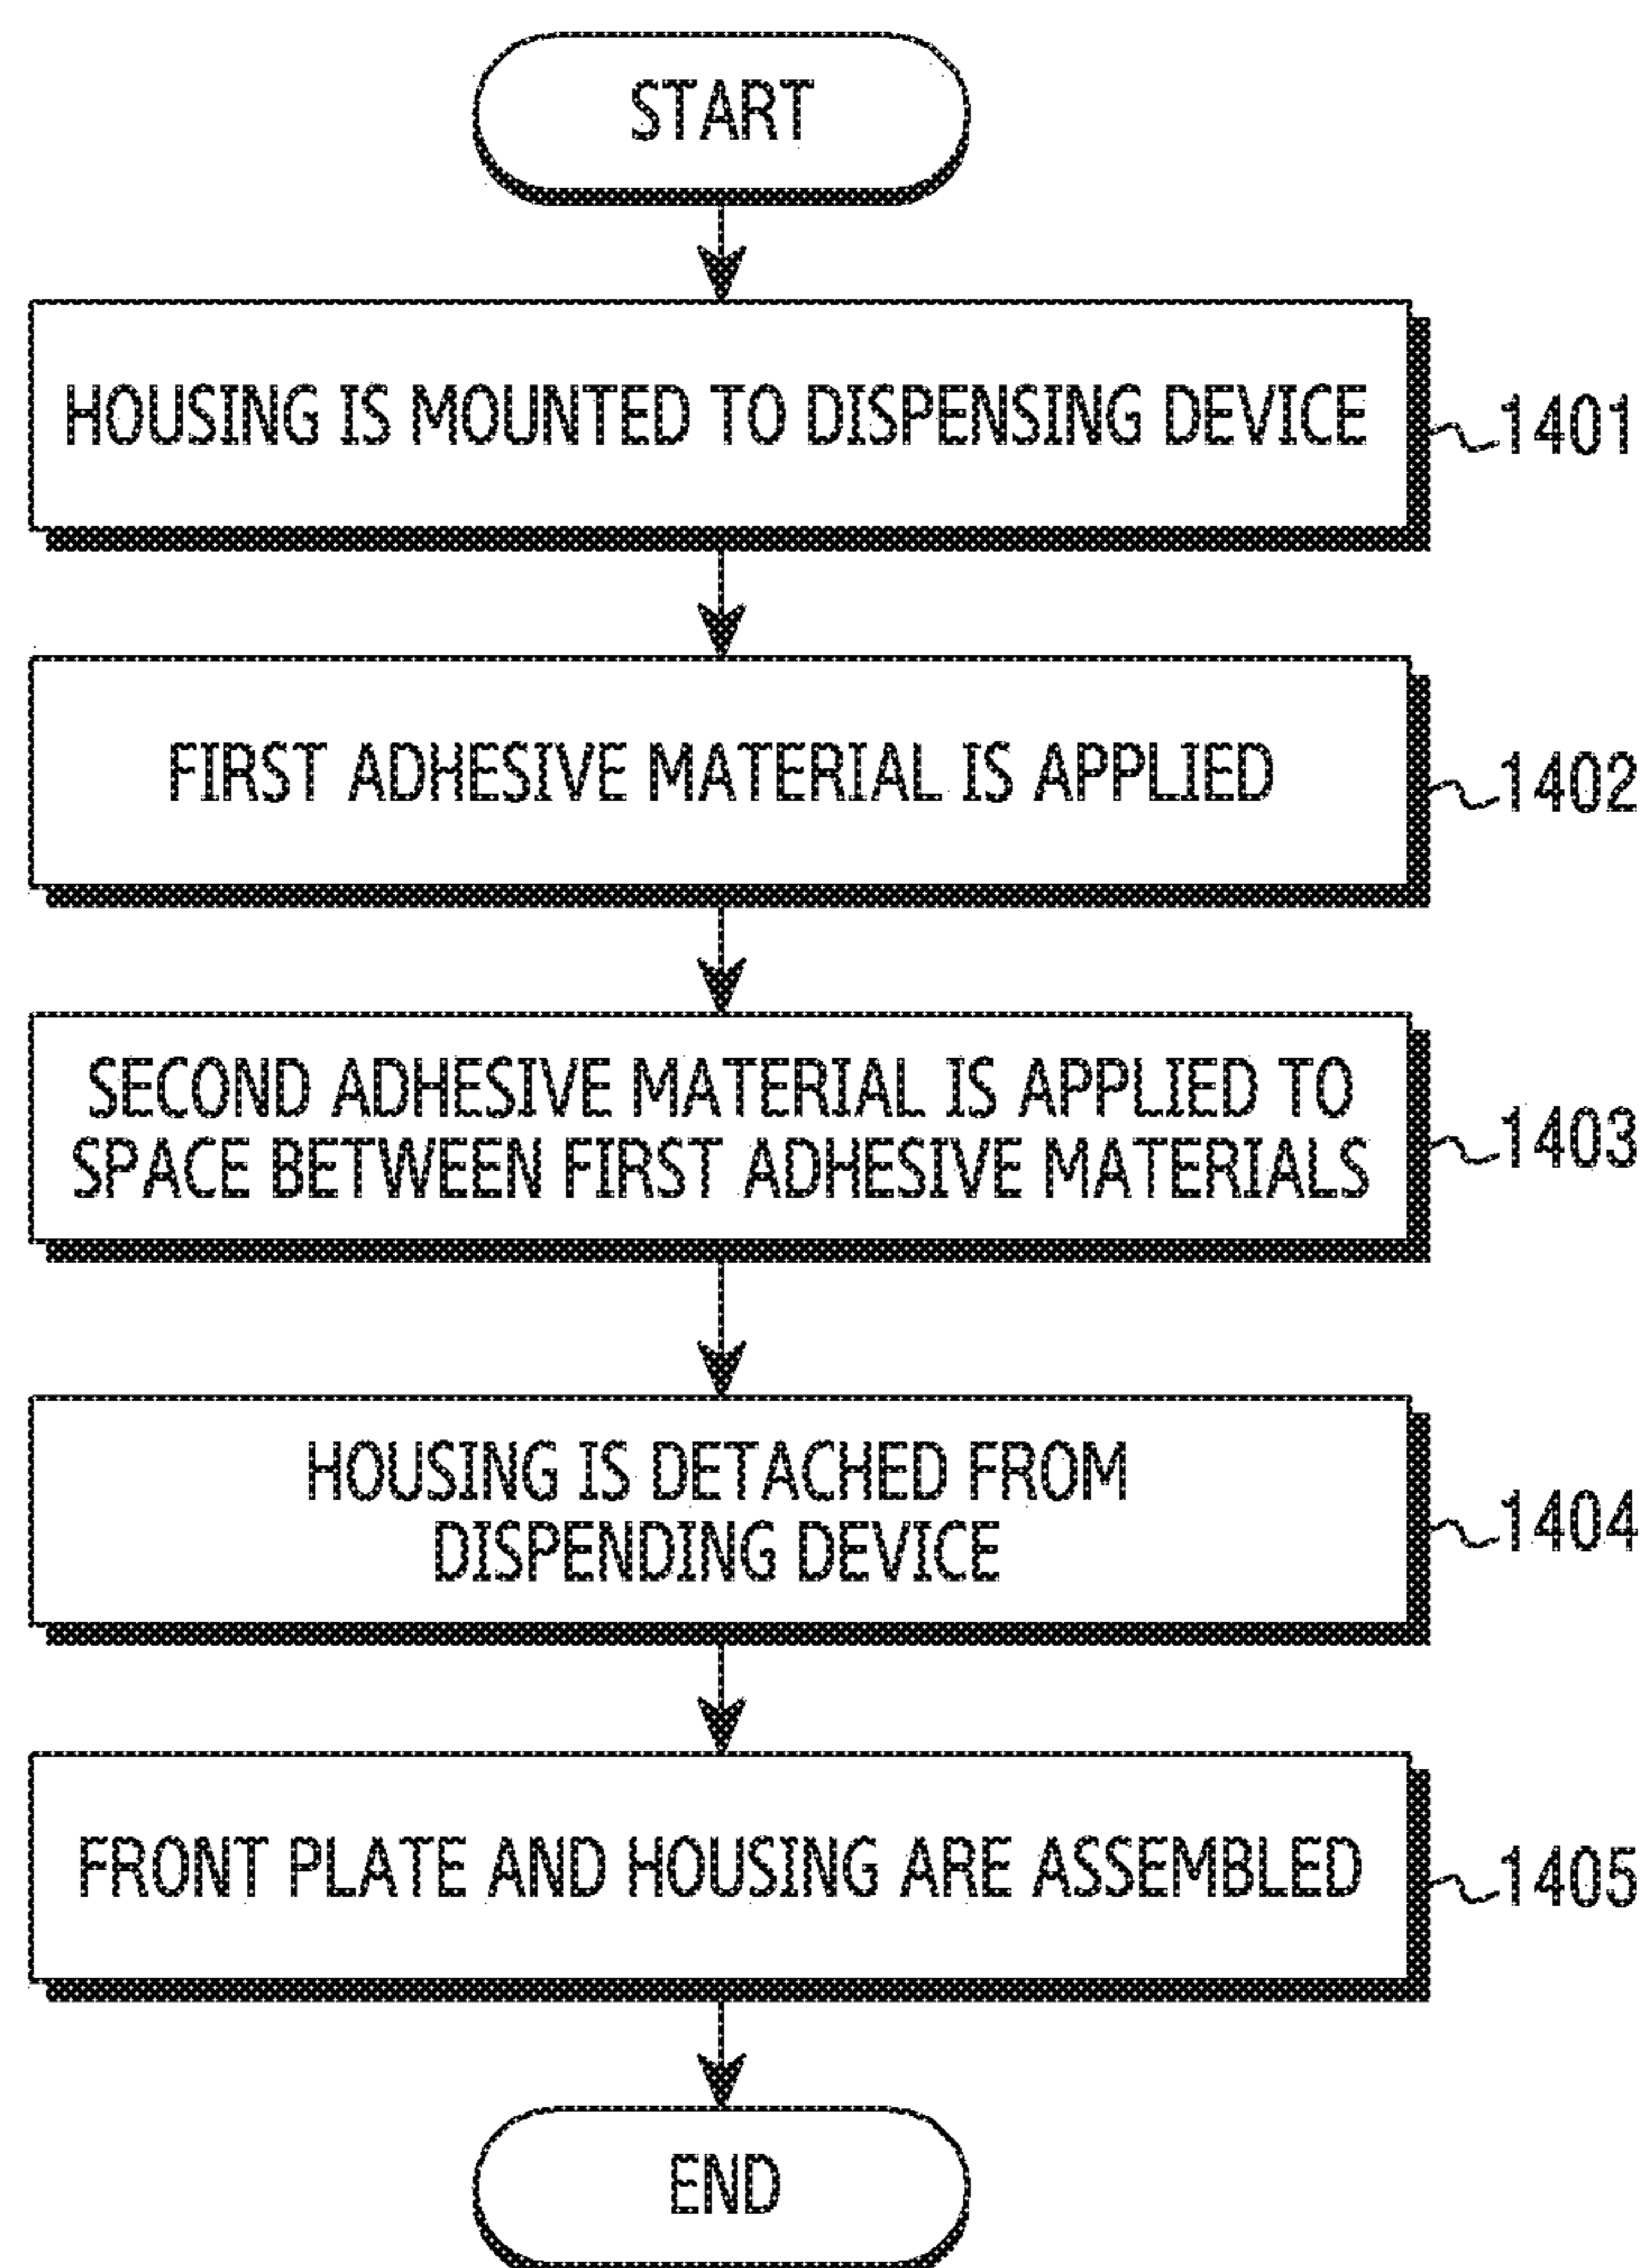 START
HOUSING IS MOUNTED TO DISPENSING DEVICE
1401
FIRST ADHESIVE MATERIAL IS APPLIED
1402
SECOND ADHESIVE MATERIAL IS APPLIED TO
SPACE BETWEEN FIRST ADHESIVE MATERIALS
1403
HOUSING IS DETACHED FROM
DISPENDING DEVICE
1404
FRONT PLATE AND HOUSING ARE ASSEMBLED
1405
END